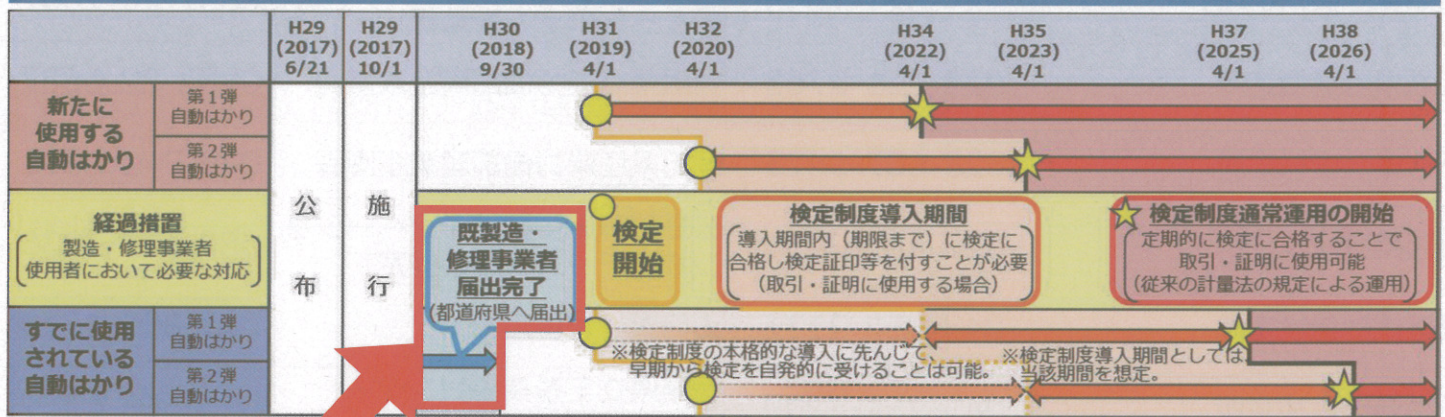 H29
(2017)
6/21
H29
(2017)
10/1
H30
(2018)
9/30
H31
(2019)
4/1
H32
(2020)
4/1
H34
(2022)
4/1
H35
(2023)
4/1
H37
(2025)
4/1
H38
(2026)
4/1
新たに
使用する
自動はかり
第1弾
自動はかり
第2弾
自動はかり
公
布
施
行
経過措置
製造・修理事業者
使用者において必要な対応
既製造・
修理事業者
届出完了
(都道府県へ届出)
検定
開始
検定制度導入期間
導入期間内(期限まで)に検定に
合格し検定証印等を付すことが必要
(取引・証明に使用する場合)
検定制度通常運用の開始
定期的に検定に合格することで
取引・証明に使用可能
(従来の計量法の規定による運用)
すでに使用
されている
自動はかり
第1弾
自動はかり
第2弾
自動はかり
※検定制度の本格的な導入に先んじて、
早期から検定を自発的に受けることは可能。
※検定制度導入期間としては、
当該期間を想定。